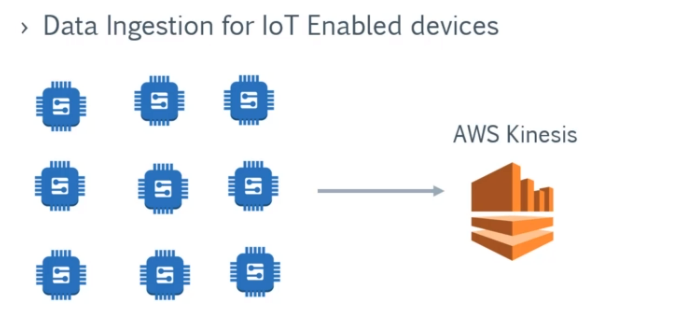 › Data Ingestion for IoT Enabled devices
AWS Kinesis